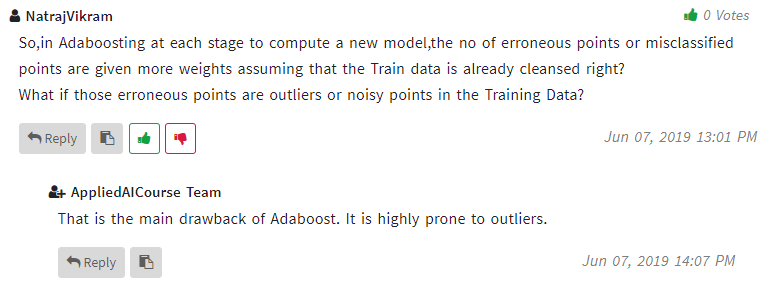 NatrajVikram
0 Votes
So,in Adaboosting at each stage to compute a new model,the no of erroneous points or misclassified
points are given more weights assuming that the Train data is already cleansed right?
What if those erroneous points are outliers or noisy points in the Training Data?
Reply
Jun 07, 2019 13:01 PM
AppliedAICourse Team
That is the main drawback of Adaboost. It is highly prone to outliers.
Reply
Jun 07, 2019 14:07 PM